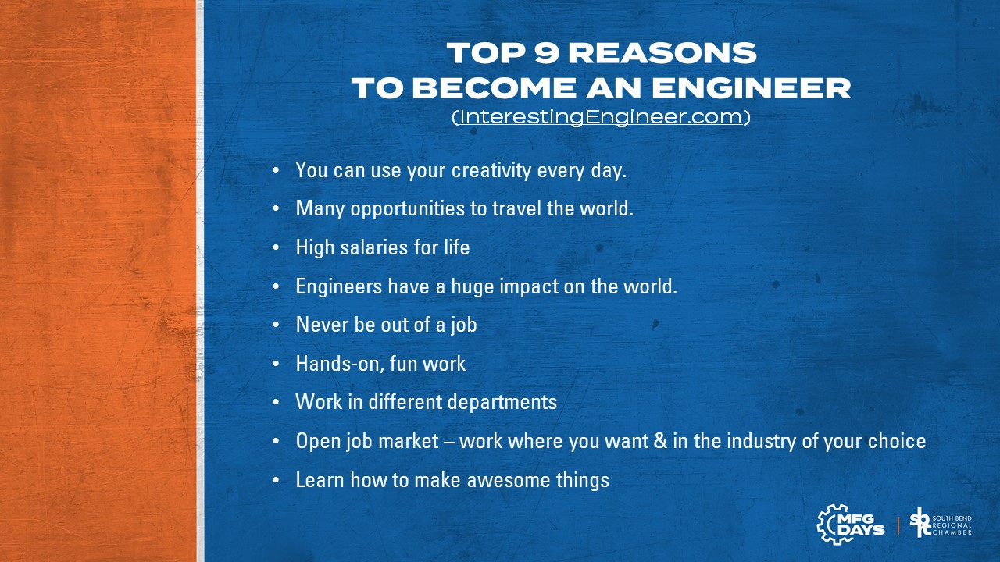 TOP 9 REASONS
TO BECOME AN ENGINEER
(InterestingEngineer.com)
• You can use your creativity every day.
• Many opportunities to travel the world.
• High salaries for life
• Engineers have a huge impact on the world.
• Never be out of a job
• Hands-on, fun work
• Work in different departments
• Open job market – work where you want & in the industry of your choice
• Learn how to make awesome things
MFG
DAYS
sbrc
SOUTH BEND
REGIONAL
CHAMBER